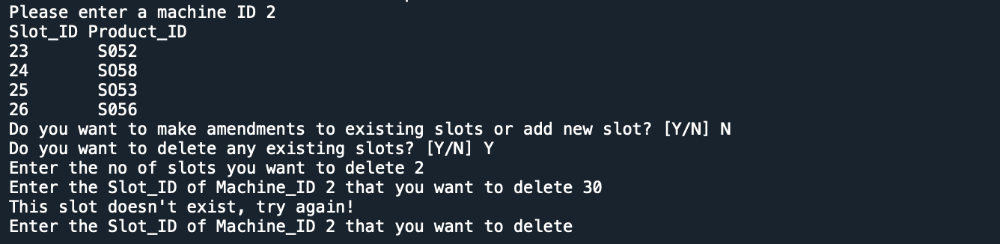 Please enter a machine ID 2
Slot_ID Product_ID
23       S052
24       SO58
25       SO53
26       S056
Do you want to make amendments to existing slots or add new slot? [Y/N] N
Do you want to delete any existing slots? [Y/N] Y
Enter the no of slots you want to delete 2
Enter the Slot_ID of Machine_ID 2 that you want to delete 30
This slot doesn't exist, try again!
Enter the Slot_ID of Machine_ID 2 that you want to delete